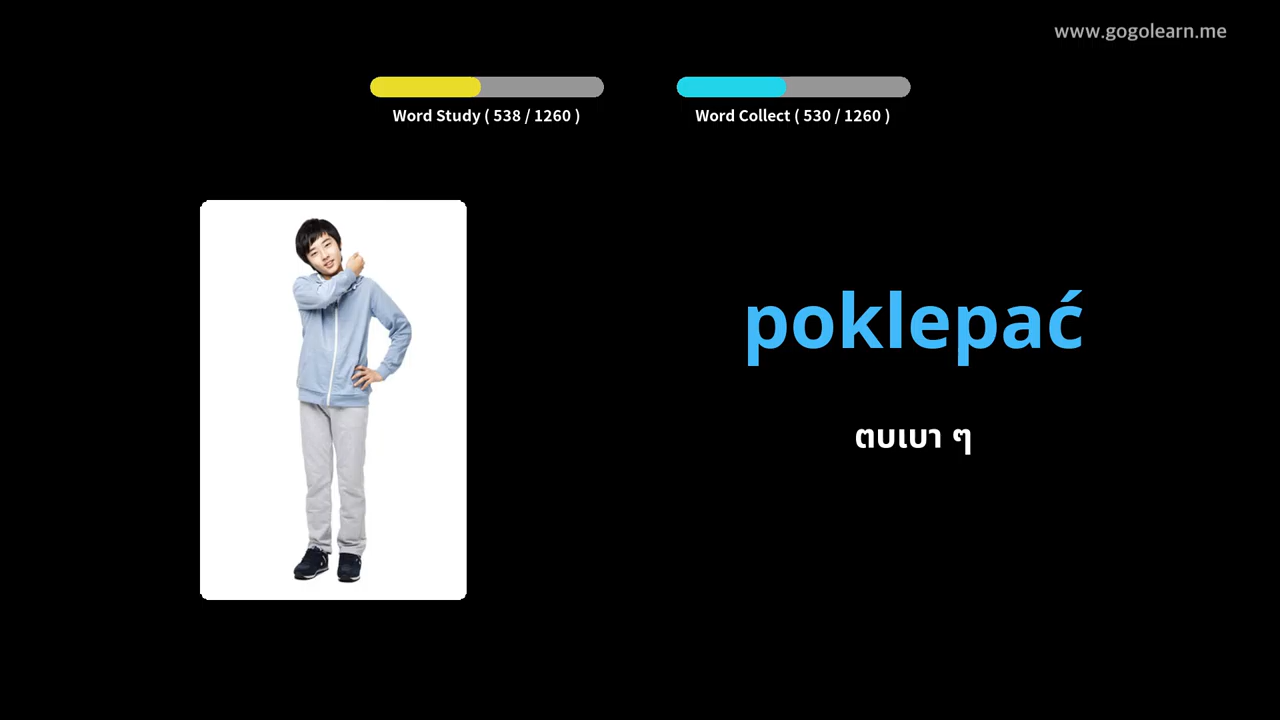 www.gogolearn.me
Word Study ( 538 / 1260 )
Word Collect ( 530 / 1260 )
poklepać
ตบเบา ๆ